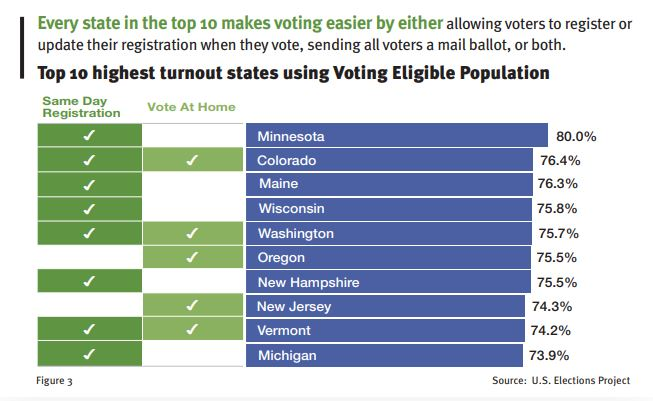 Every state in the top 10 makes voting easier by either allowing voters to register or
update their registration when they vote, sending all voters a mail ballot, or both.
Top 10 highest turnout states using Voting Eligible Population
Same Day
Registration
Vote At Home
✓ Minnesota 80.0%
✓ ✓ Colorado 76.4%
✓ Maine 76.3%
✓ Wisconsin 75.8%
✓ ✓ Washington 75.7%
✓ Oregon 75.5%
✓ New Hampshire 75.5%
✓ New Jersey 74.3%
✓ ✓ Vermont 74.2%
✓ Michigan 73.9%
Figure 3
Source: U.S. Elections Project